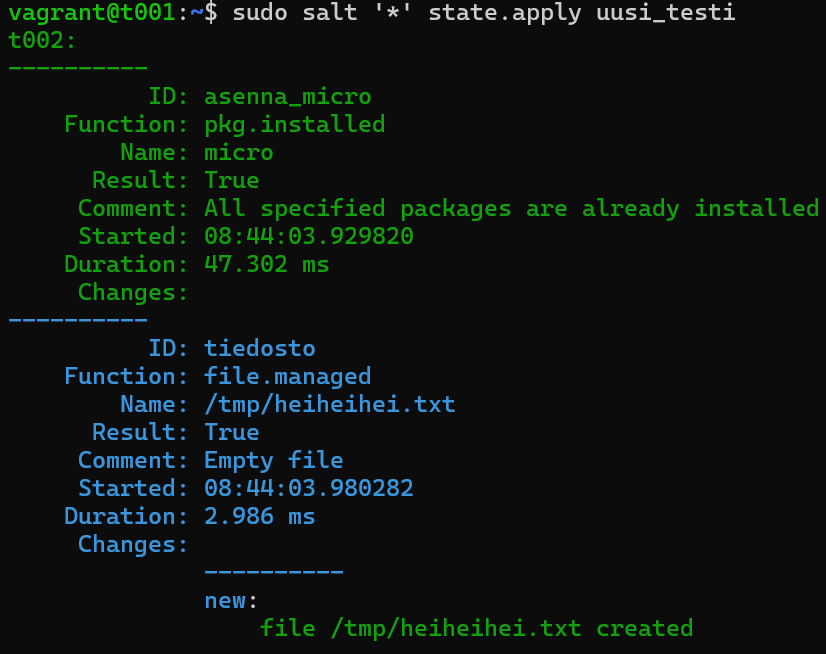 vagrant@t001:~$ sudo salt '*' state.apply uusi_testi
t002:
----------
          ID: asenna_micro
    Function: pkg.installed
        Name: micro
      Result: True
     Comment: All specified packages are already installed
     Started: 08:44:03.929820
    Duration: 47.302 ms
     Changes:
----------
          ID: tiedosto
    Function: file.managed
        Name: /tmp/heiheihei.txt
      Result: True
     Comment: Empty file
     Started: 08:44:03.980282
    Duration: 2.986 ms
     Changes:
              ----------
              new:
                  file /tmp/heiheihei.txt created